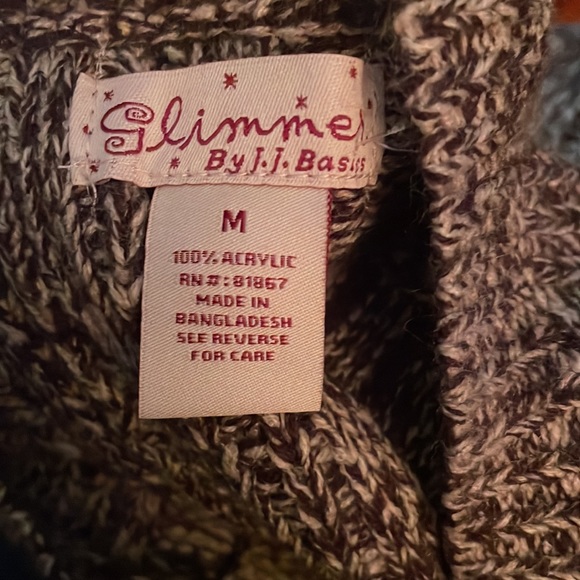 Glimmer
By J.J. Basics
M
100% ACRYLIC
RN#:81867
MADE IN
BANGLADESH
SEE REVERSE
FOR CARE